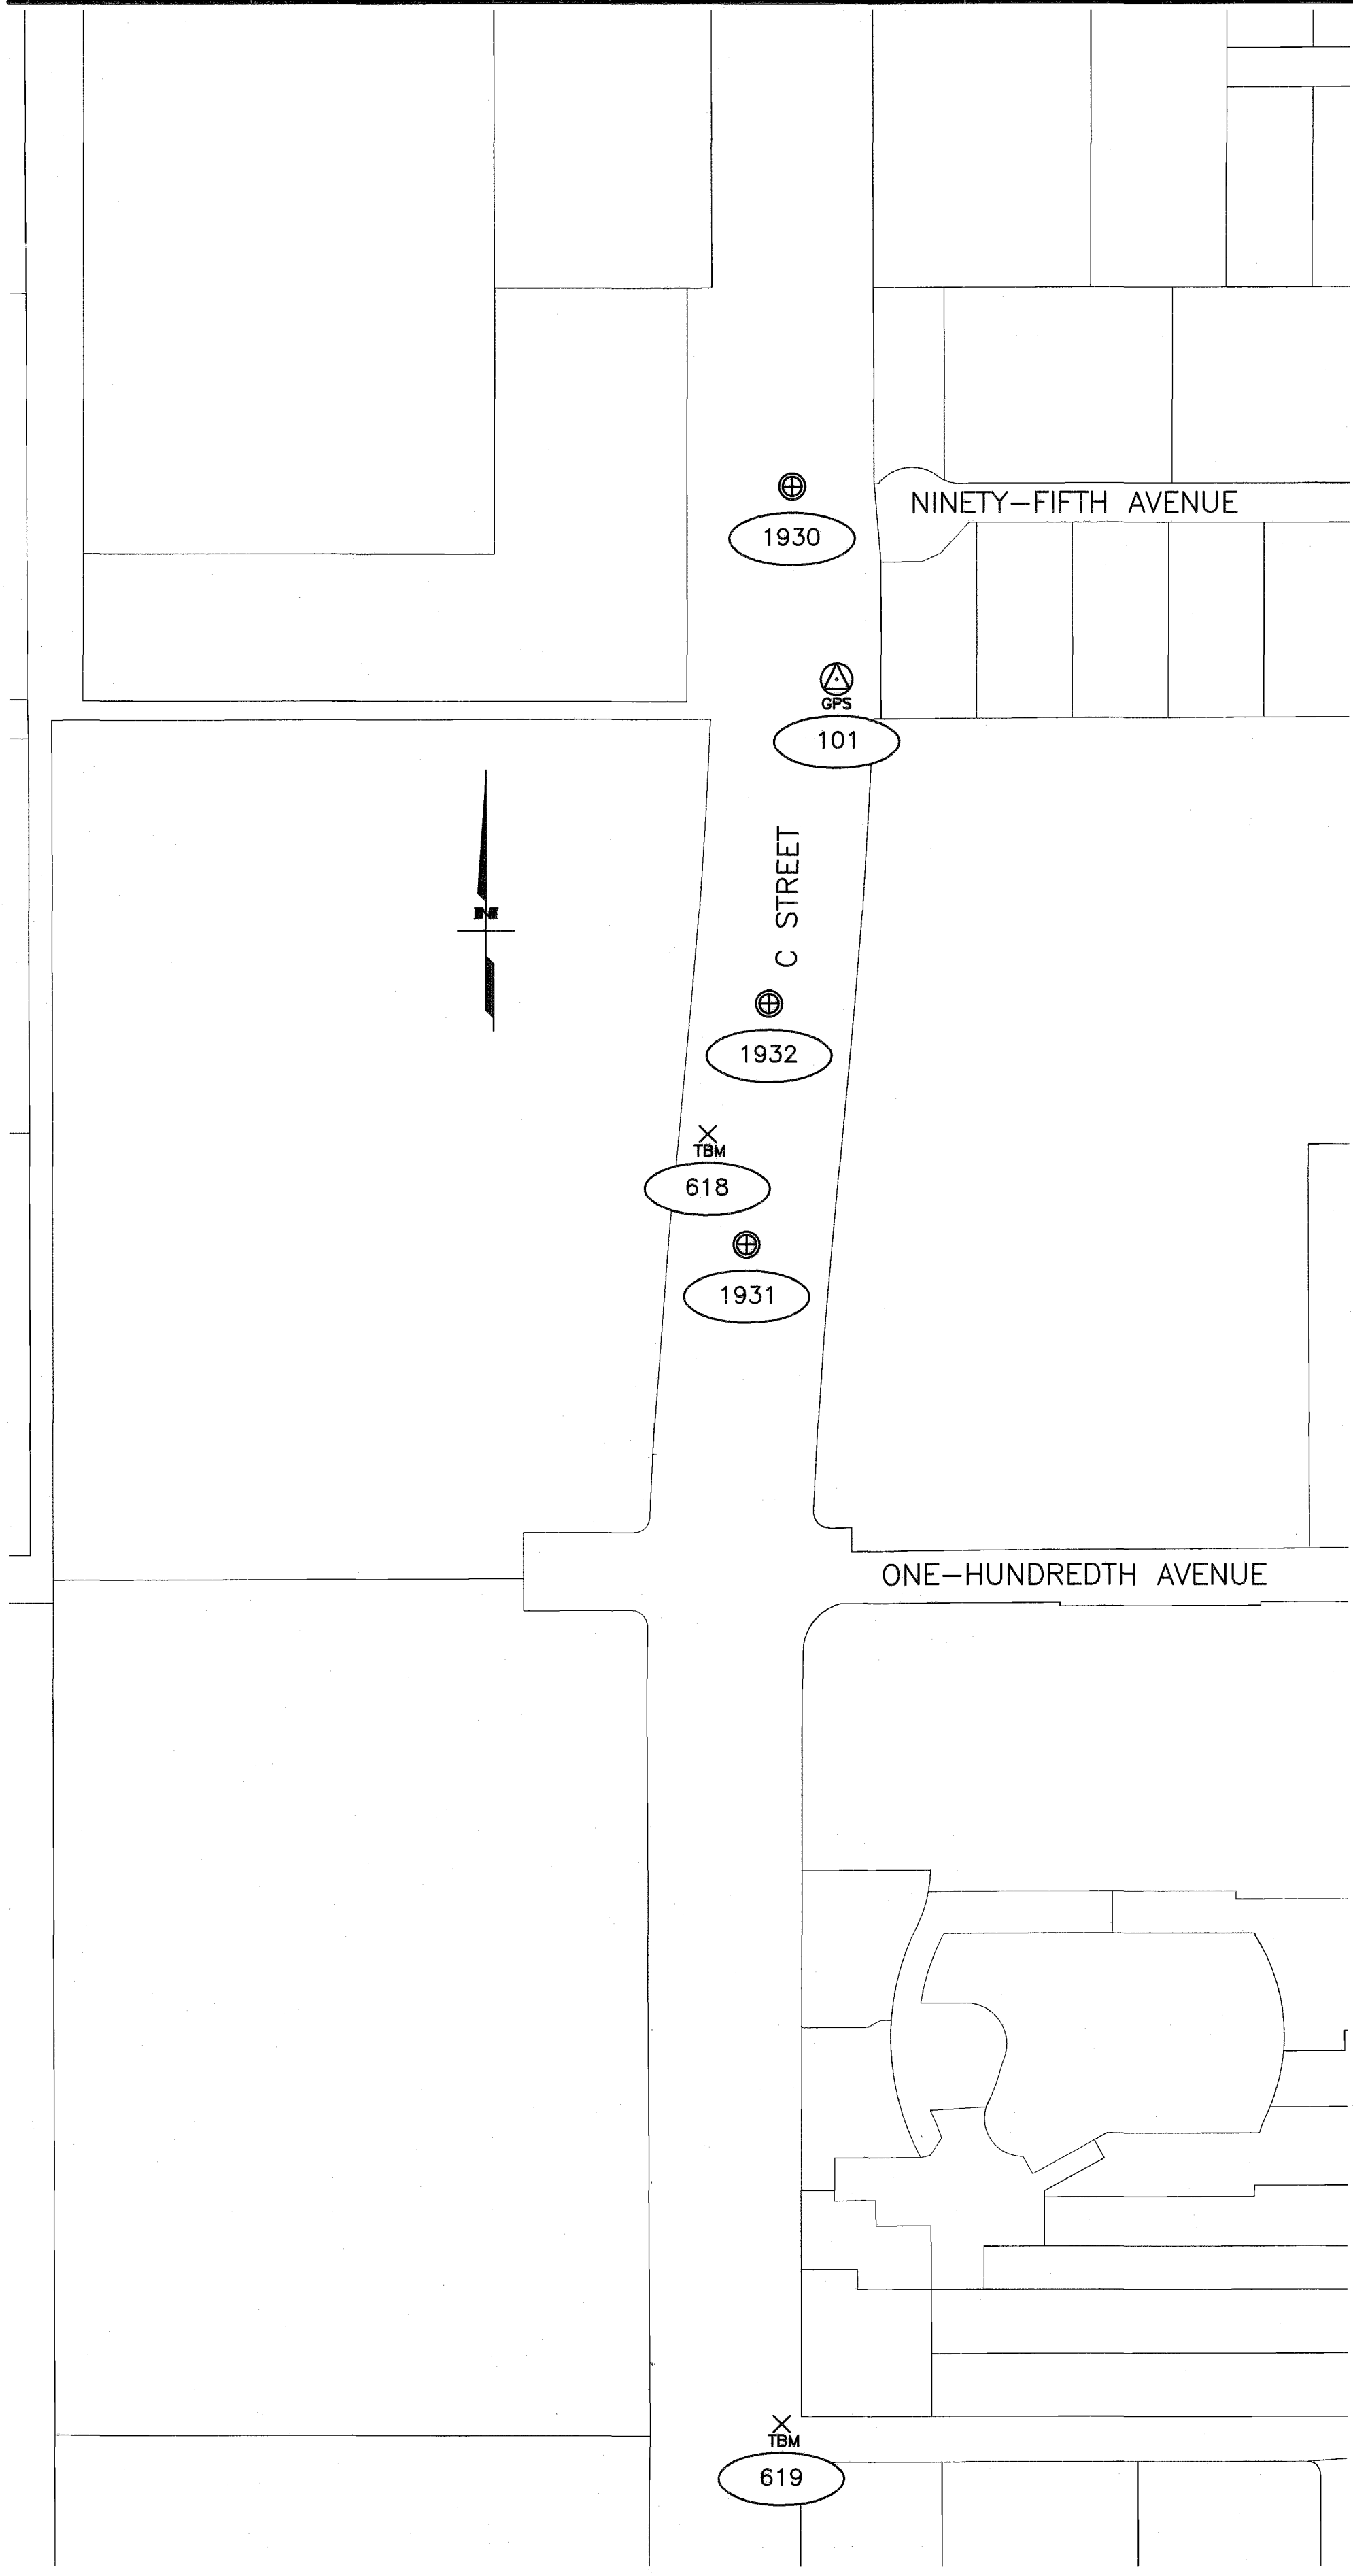 NINETY–FIFTH AVENUE
1930
GPS
101
C STREET
N
1932
TBM
618
1931
ONE–HUNDREDTH AVENUE
TBM
619